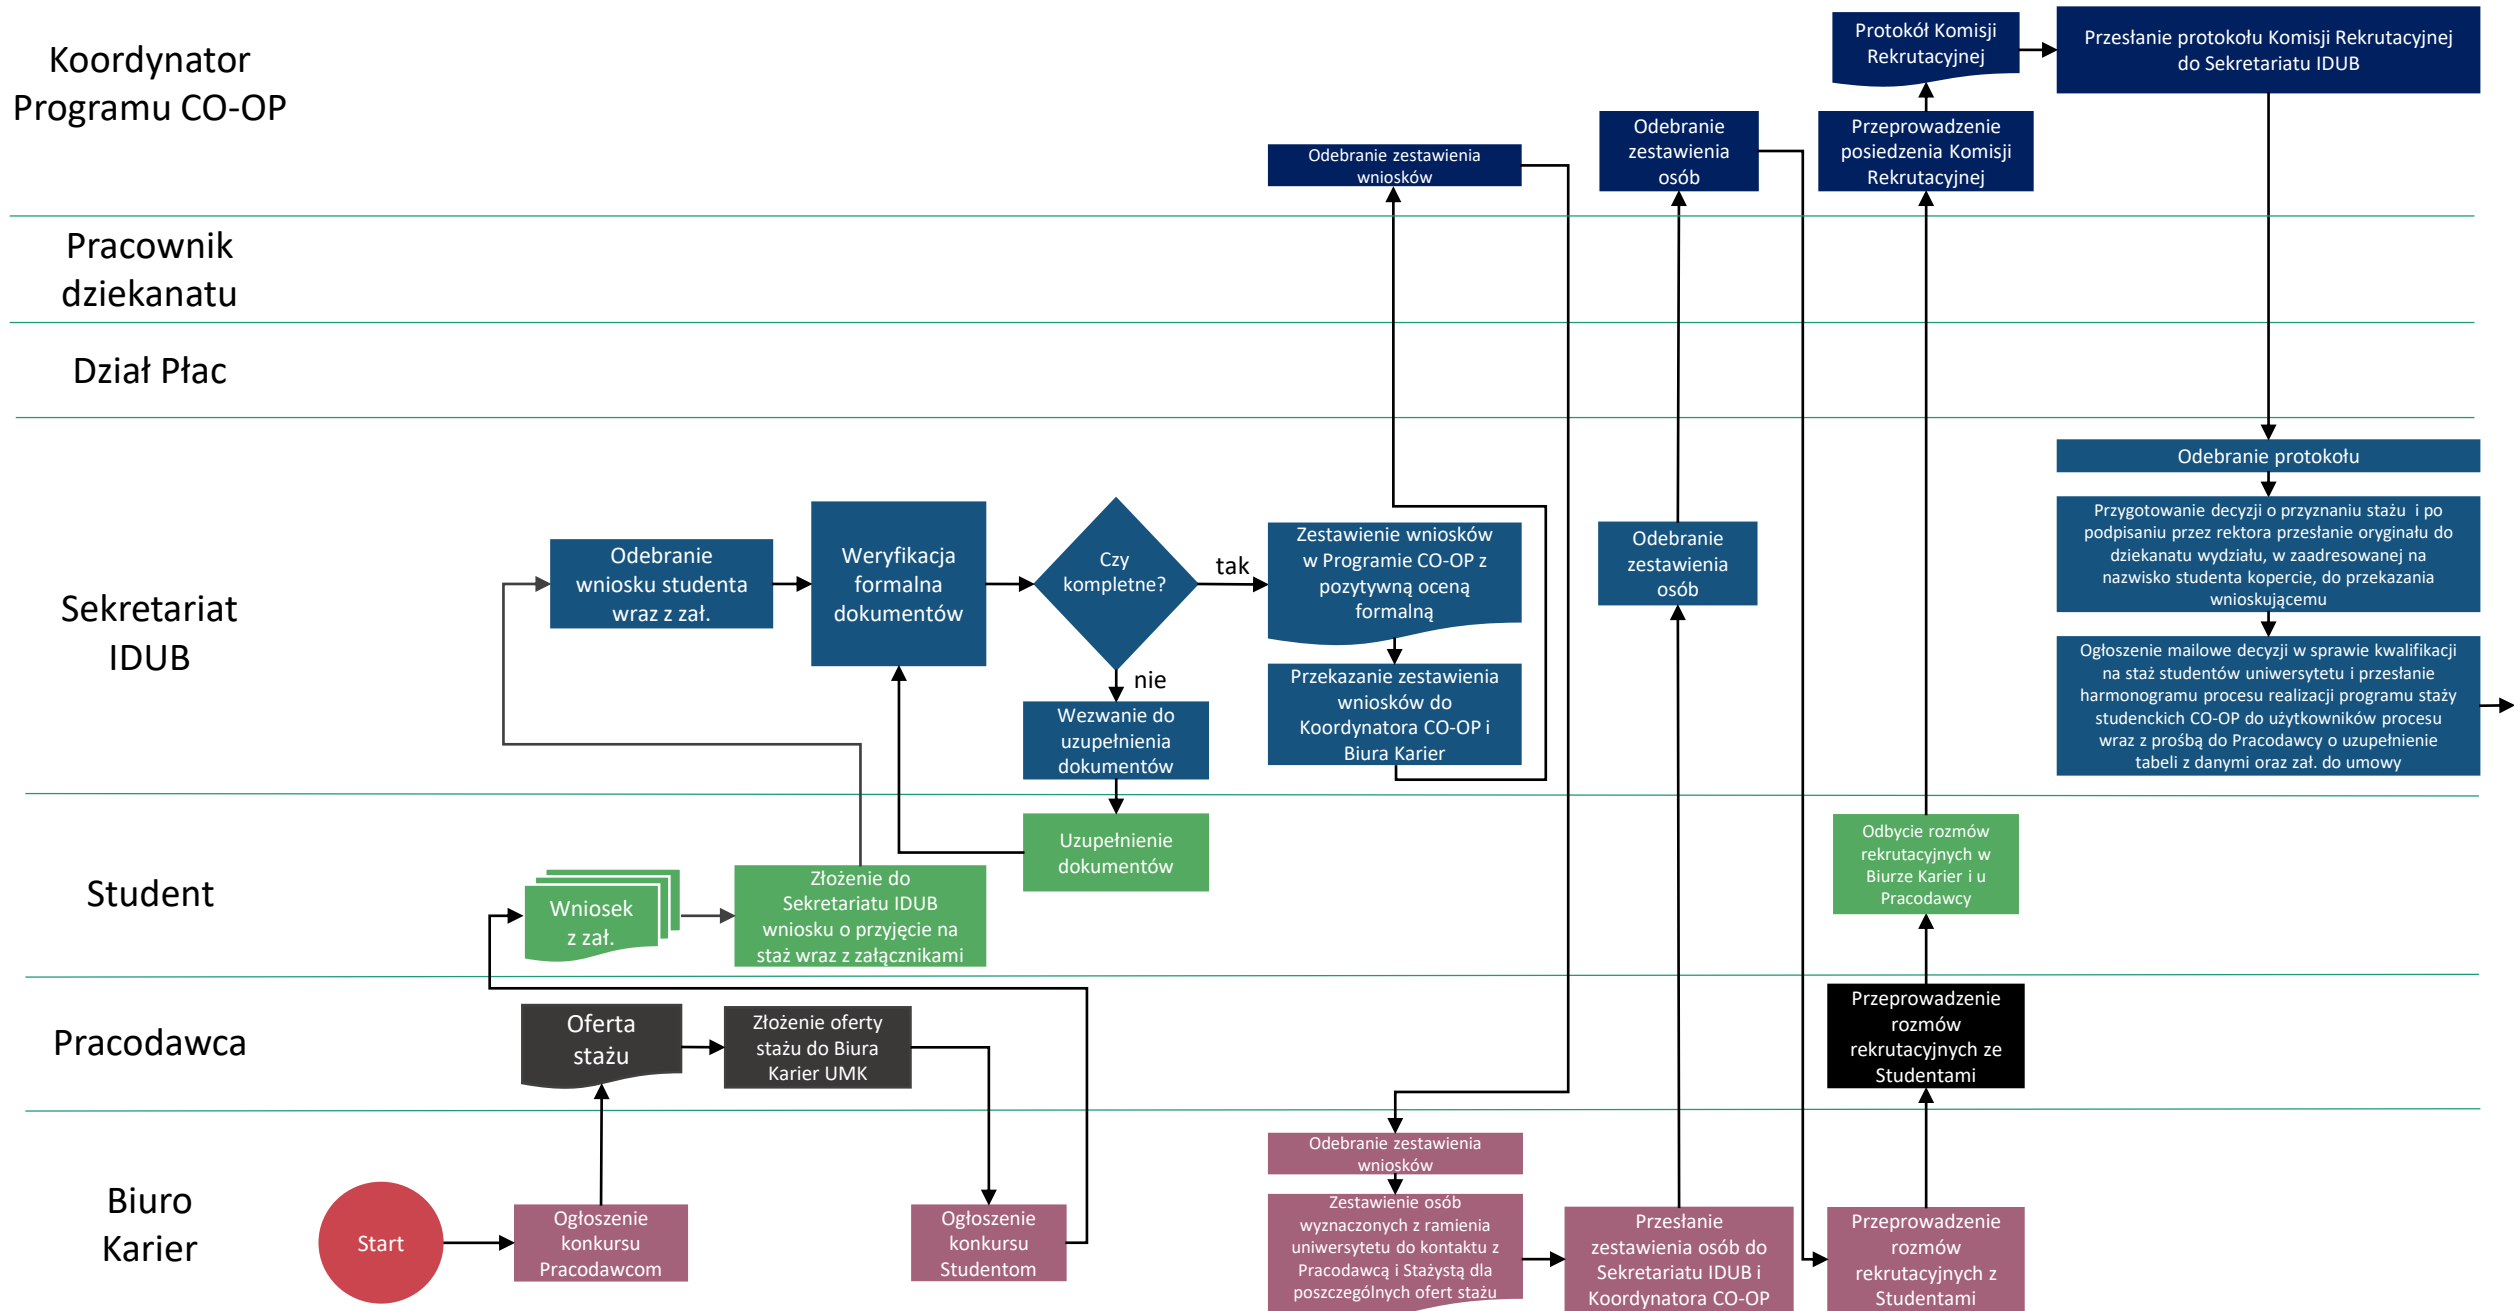 Koordynator
Programu CO-OP
Protokół Komisji
Rekrutacyjnej
Przesłanie protokołu Komisji Rekrutacyjnej
do Sekretariatu IDUB
Odebranie zestawienia
wniosków
Odebranie
zestawienia
osób
Przeprowadzenie
posiedzenia Komisji
Rekrutacyjnej
Pracownik
dziekanatu
Dział Płac
Sekretariat
IDUB
Odebranie
wniosku studenta
wraz z zał.
Weryfikacja
formalna
dokumentów
Czy
kompletne?
tak
nie
Zestawienie wniosków
w Programie CO-OP z
pozytywną oceną
formalną
Wezwanie do
uzupełnienia
dokumentów
Przekazanie zestawienia
wniosków do
Koordynatora CO-OP i
Biura Karier
Odebranie
zestawienia
osób
Odebranie protokołu
Przygotowanie decyzji o przyznaniu stażu i po
podpisaniu przez rektora przesłanie oryginału do
dziekanatu wydziału, w zaadresowanej na
nazwisko studenta kopercie, do przekazania
wnioskującemu
Ogłoszenie mailowe decyzji w sprawie kwalifikacji
na staż studentów uniwersytetu i przesłanie
harmonogramu procesu realizacji programu staży
studenckich CO-OP do użytkowników procesu
wraz z prośbą do Pracodawcy o uzupełnienie
tabeli z danymi oraz zał. do umowy
Student
Wniosek
z zał.
Złożenie do
Sekretariatu IDUB
wniosku o przyjęcie na
staż wraz z załącznikami
Uzupełnienie
dokumentów
Odbycie rozmów
rekrutacyjnych w
Biurze Karier i u
Pracodawcy
Pracodawca
Oferta
stażu
Złożenie oferty
stażu do Biura
Karier UMK
Przeprowadzenie
rozmów
rekrutacyjnych ze
Studentami
Biuro
Karier
Start
Ogłoszenie
konkursu
Pracodawcom
Ogłoszenie
konkursu
Studentom
Odebranie zestawienia
wniosków
Zestawienie osób
wyznaczonych z ramienia
uniwersytetu do kontaktu z
Pracodawcą i Stażystą dla
poszczególnych ofert stażu
Przesłanie
zestawienia osób do
Sekretariatu IDUB i
Koordynatora CO-OP
Przeprowadzenie
rozmów
rekrutacyjnych z
Studentami